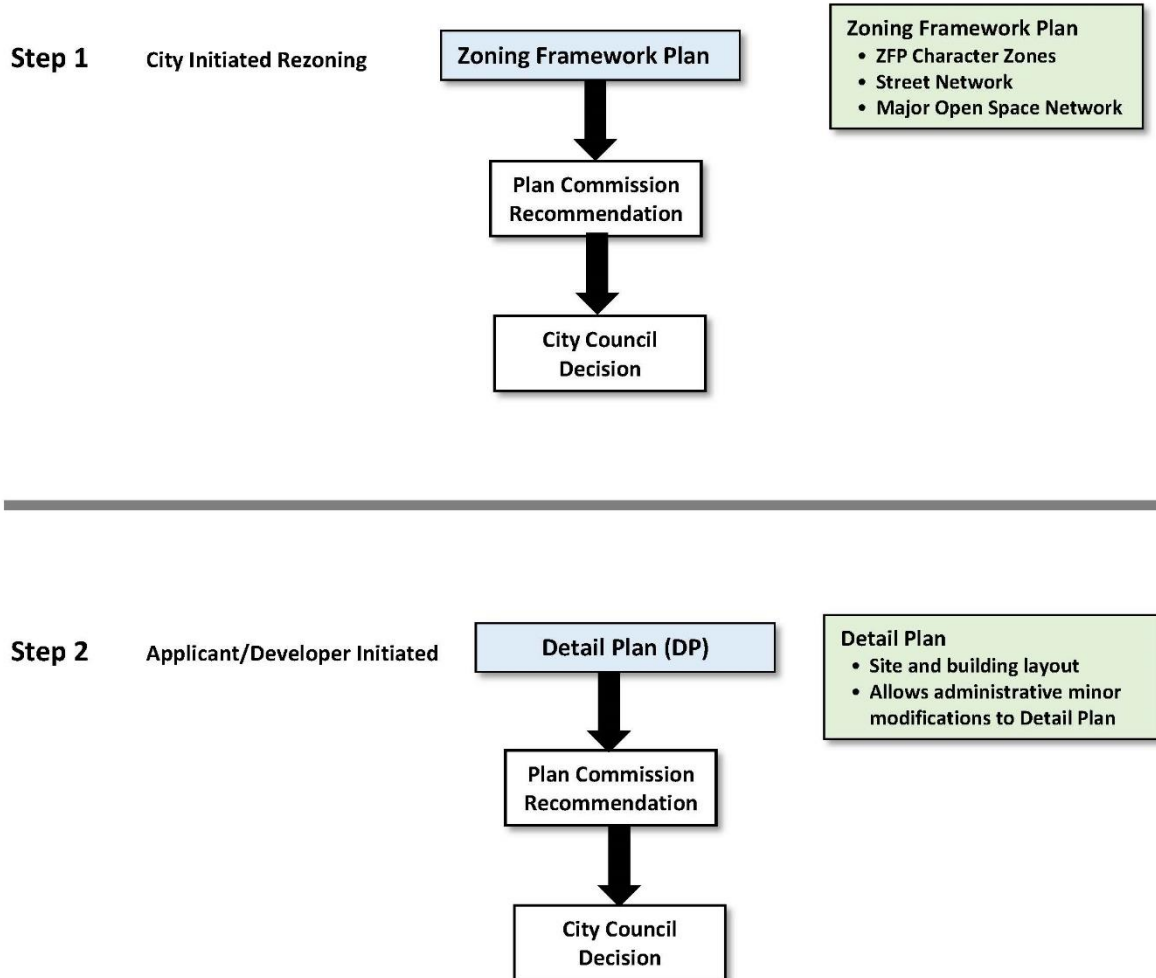 Step 1
City Initiated Rezoning
Zoning Framework Plan
Zoning Framework Plan
• ZFP Character Zones
• Street Network
• Major Open Space Network
Plan Commission
Recommendation
City Council
Decision
Step 2
Applicant/Developer Initiated
Detail Plan (DP)
Detail Plan
• Site and building layout
• Allows administrative minor
modifications to Detail Plan
Plan Commission
Recommendation
City Council
Decision